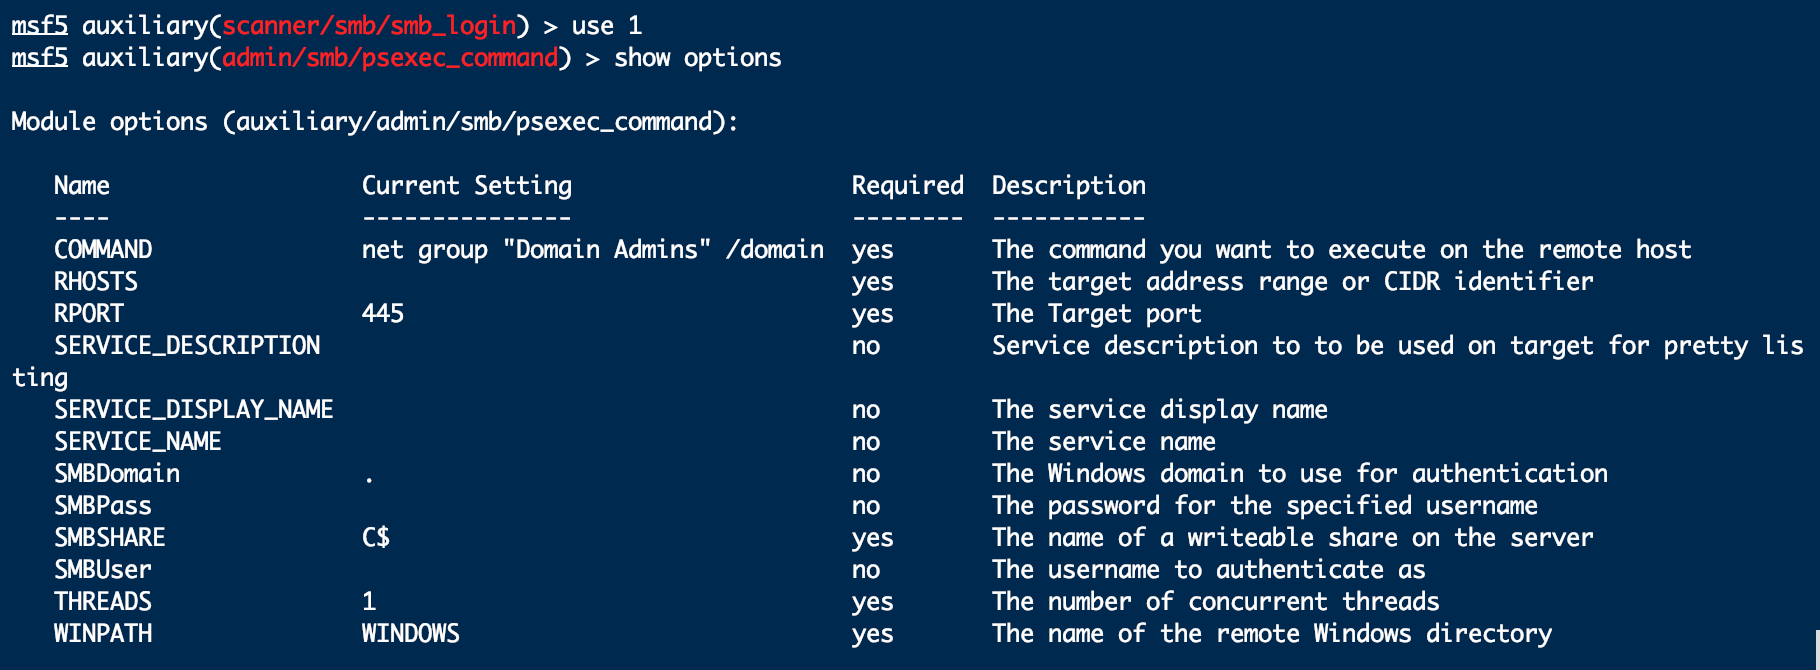 msf5 auxiliary(scanner/smb/smb_login) > use 1
msf5 auxiliary(admin/smb/psexec_command) > show options
Module options (auxiliary/admin/smb/psexec_command):
Name Current Setting Required Description
---- --------------- -------- -----------
COMMAND net group "Domain Admins" /domain yes The command you want to execute on the remote host
RHOSTS yes The target address range or CIDR identifier
RPORT 445 yes The Target port
SERVICE_DESCRIPTION no Service description to to be used on target for pretty lis
ting
SERVICE_DISPLAY_NAME no The service display name
SERVICE_NAME no The service name
SMBDomain . no The Windows domain to use for authentication
SMBPass no The password for the specified username
SMBSHARE C$ yes The name of a writeable share on the server
SMBUser no The username to authenticate as
THREADS 1 yes The number of concurrent threads
WINPATH WINDOWS yes The name of the remote Windows directory